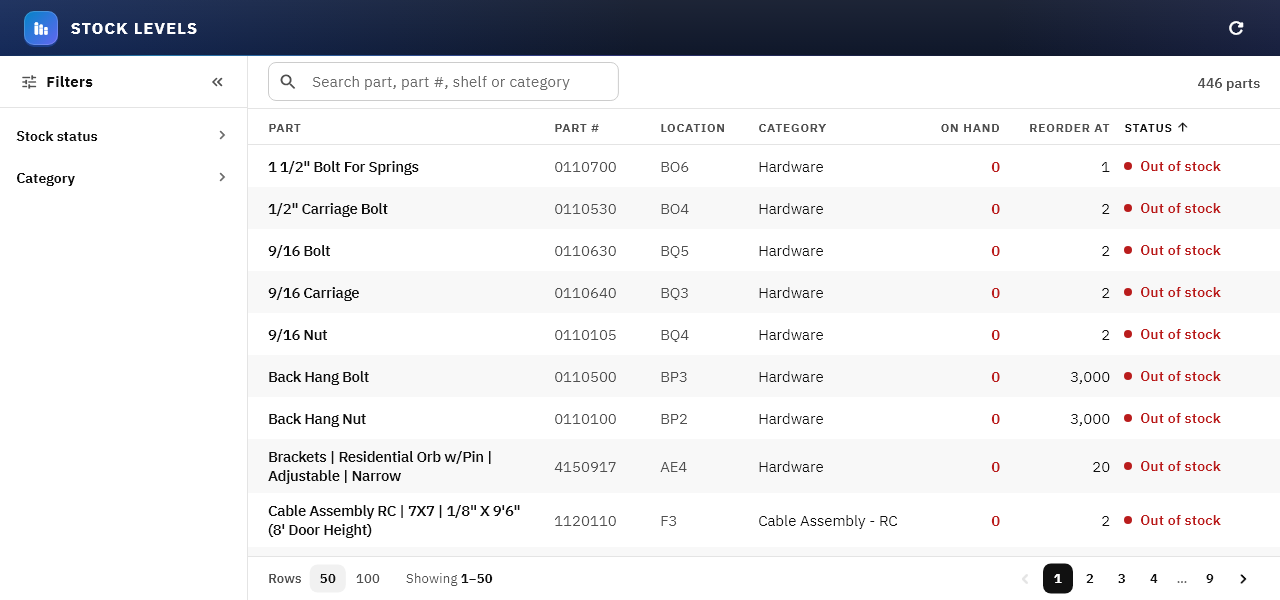 STOCK LEVELS
Filters
Search part, part #, shelf or category
446 parts
Stock status
Category
PART PART # LOCATION CATEGORY ON HAND REORDER AT STATUS ↑
1 1/2" Bolt For Springs 0110700 BO6 Hardware 0 1 Out of stock
1/2" Carriage Bolt 0110530 BO4 Hardware 0 2 Out of stock
9/16 Bolt 0110630 BQ5 Hardware 0 2 Out of stock
9/16 Carriage 0110640 BQ3 Hardware 0 2 Out of stock
9/16 Nut 0110105 BQ4 Hardware 0 2 Out of stock
Back Hang Bolt 0110500 BP3 Hardware 0 3,000 Out of stock
Back Hang Nut 0110100 BP2 Hardware 0 3,000 Out of stock
Brackets | Residential Orb w/Pin |
Adjustable | Narrow 4150917 AE4 Hardware 0 20 Out of stock
Cable Assembly RC | 7X7 | 1/8" X 9'6"
(8' Door Height) 1120110 F3 Cable Assembly - RC 0 2 Out of stock
Rows 50 100 Showing 1–50 1 2 3 4 ... 9